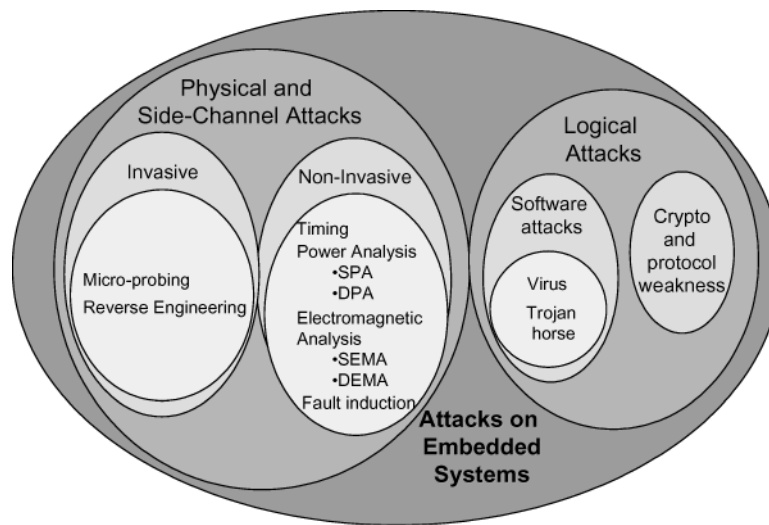 Physical and
Side-Channel Attacks
Invasive
Micro-probing
Reverse Engineering
Non-Invasive
Timing
Power Analysis
•SPA
•DPA
Electromagnetic
Analysis
•SEMA
•DEMA
Fault induction
Logical
Attacks
Software
attacks
Virus
Trojan
horse
Crypto
and
protocol
weakness
Attacks on
Embedded
Systems